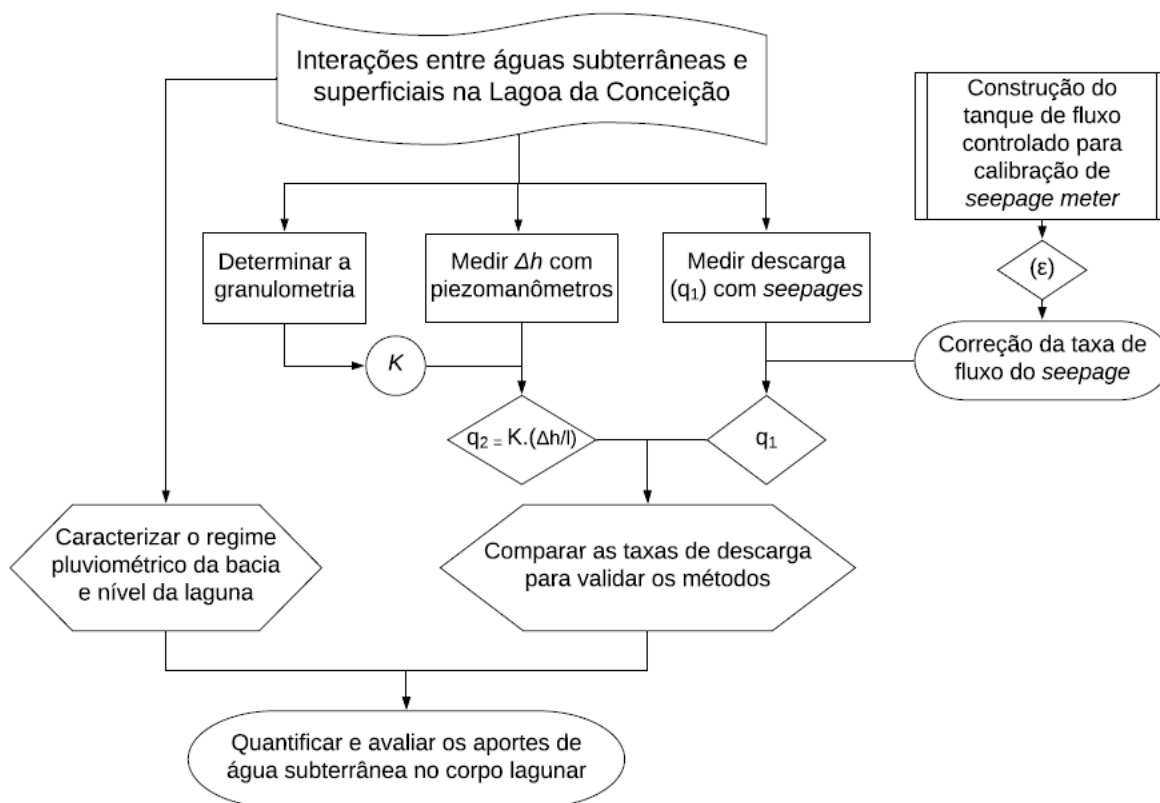 Interações entre águas subterrâneas e
superficiais na Lagoa da Conceição
Construção do
tanque de fluxo
controlado para
calibração de
seepage meter
Determinar a
granulometria
Medir Δh com
piezomanômetros
Medir descarga
(q₁) com seepages
(ε)
Correção da taxa de
fluxo do seepage
K
q₂ = K.(Δh/l)
q₁
Caracterizar o regime
pluviométrico da bacia
e nível da laguna
Comparar as taxas de descarga
para validar os métodos
Quantificar e avaliar os aportes de
água subterrânea no corpo lagunar